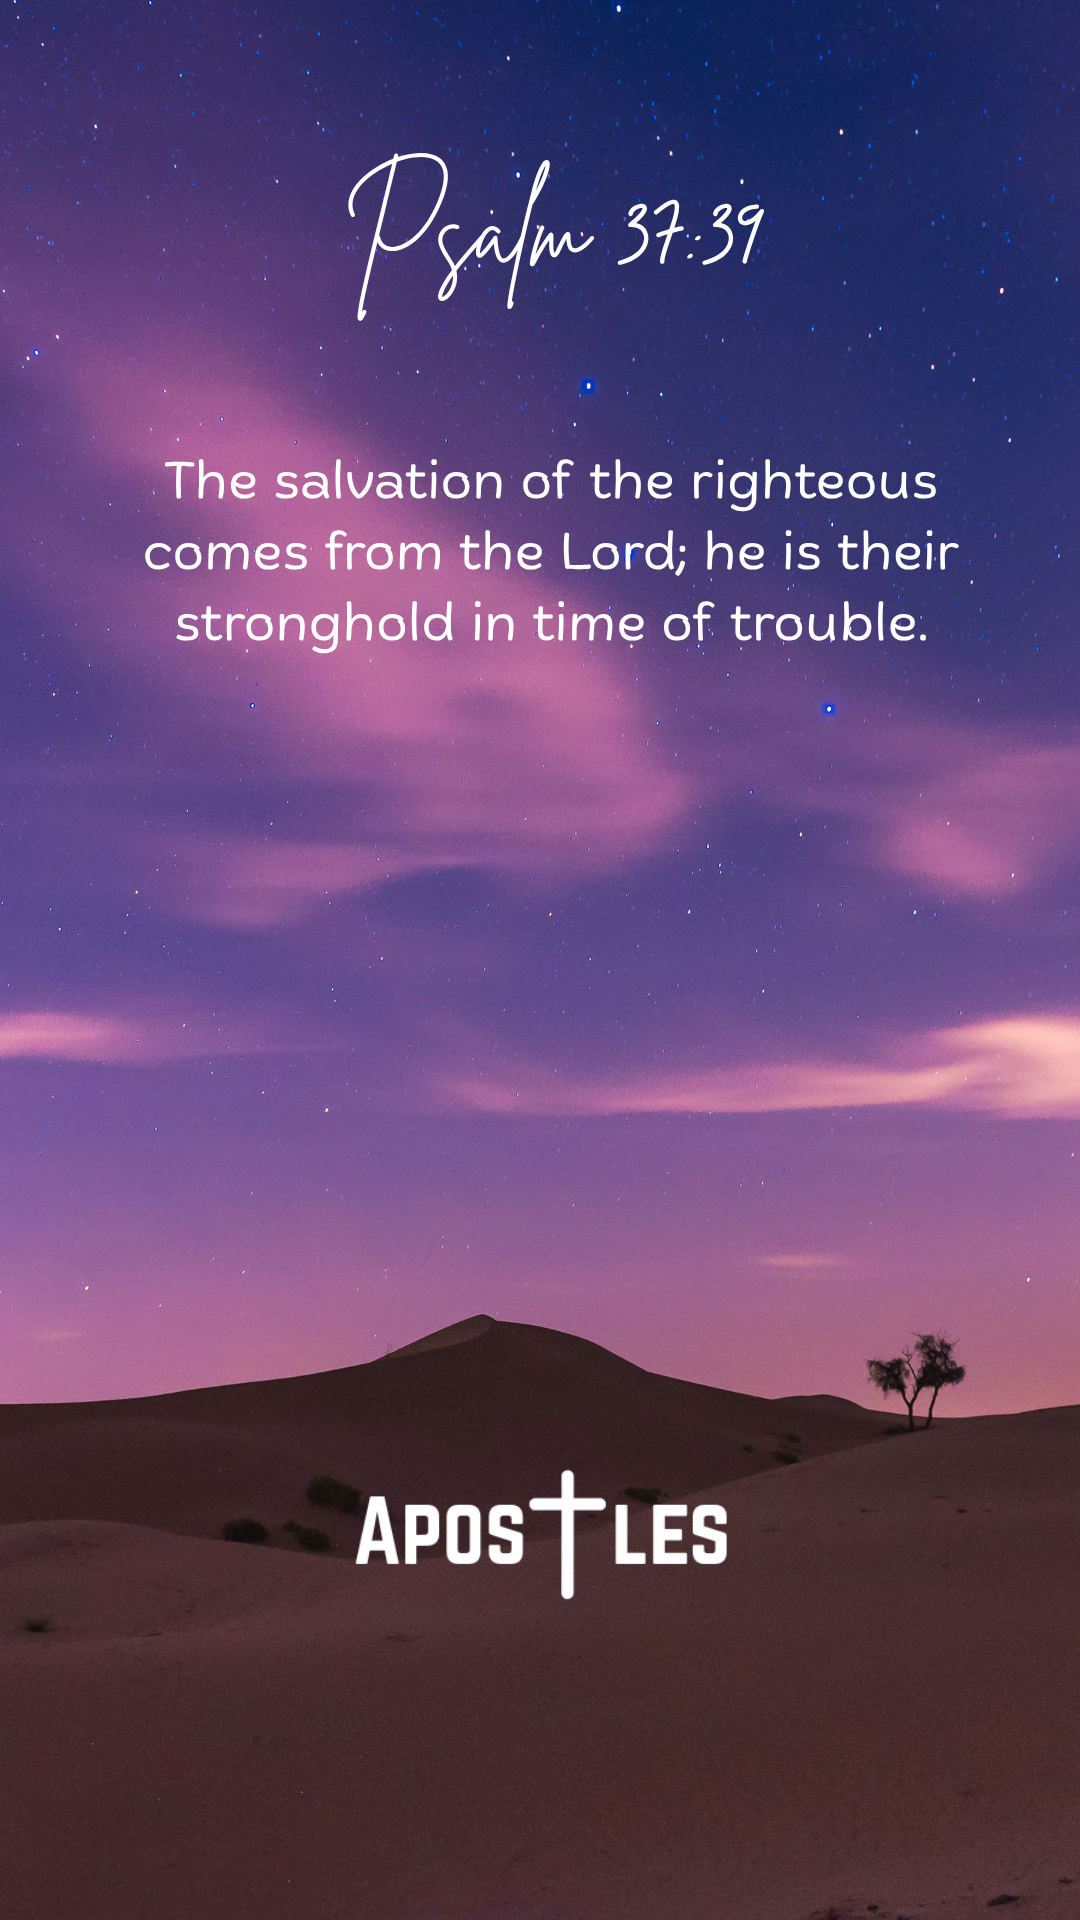 Psalm 37:39
The salvation of the righteous
comes from the Lord; he is their
stronghold in time of trouble.
APOSTLES